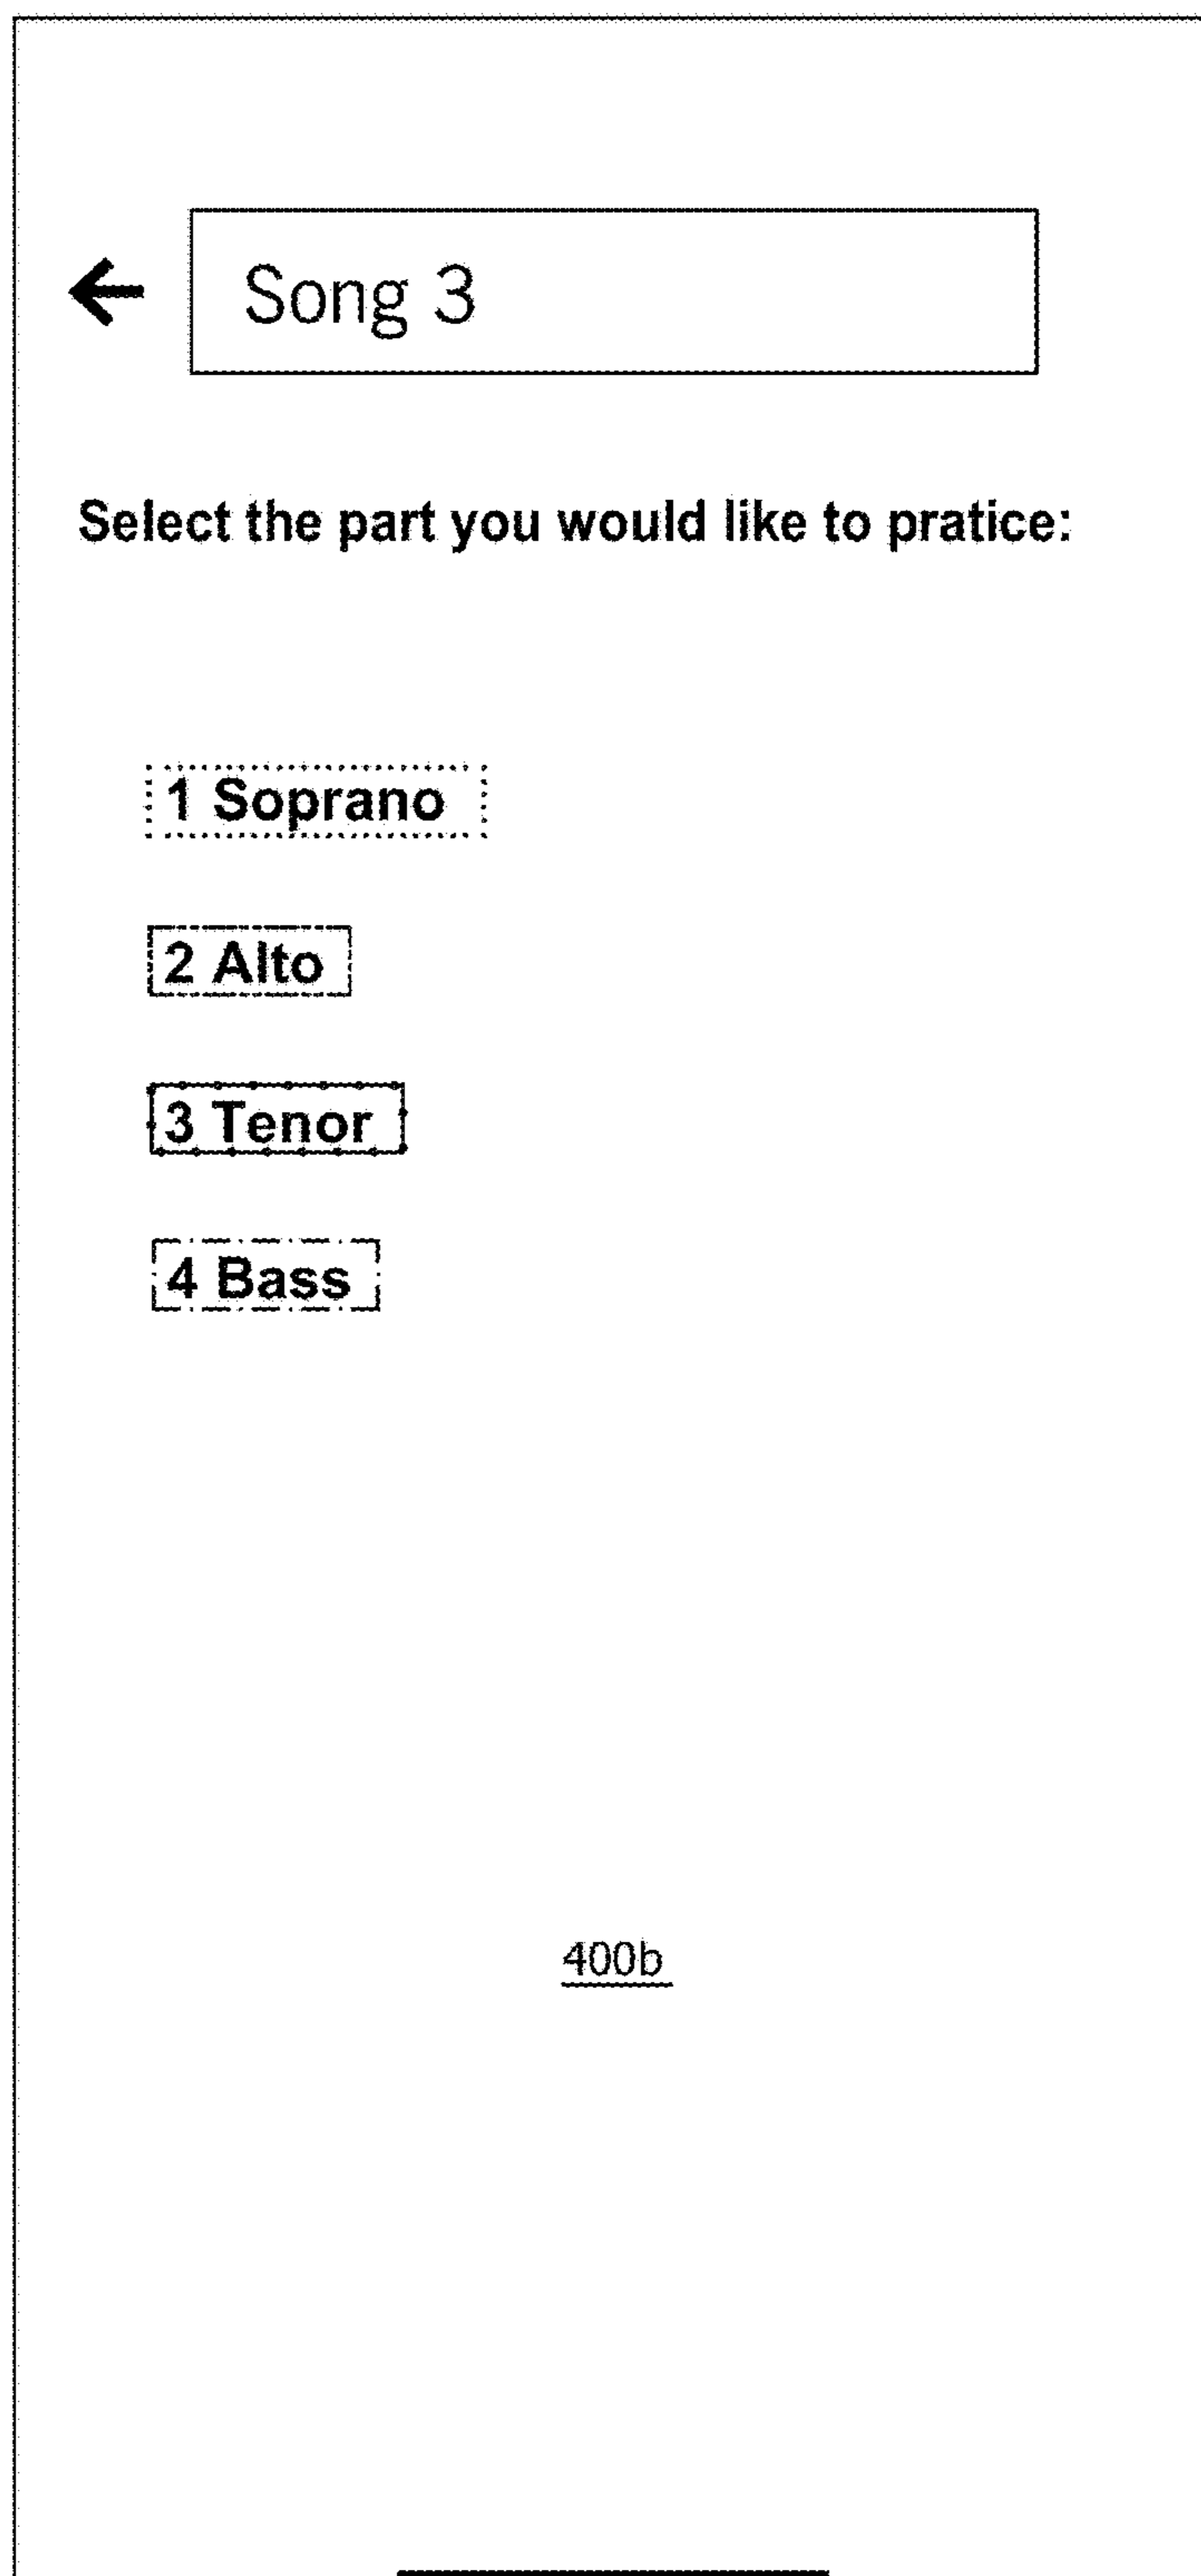 Song 3
Select the part you would like to pratice:
1 Soprano
2 Alto
3 Tenor
4 Bass
400b